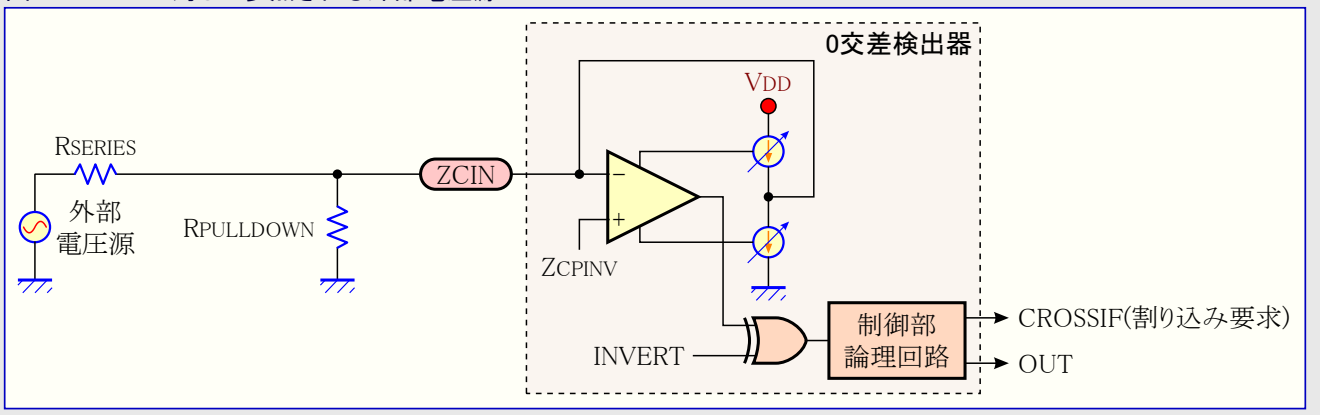 0交差検出器
VDD
RSERIES
ZCIN
−
外部
電圧源
RPULLDOWN
+
ZCPINV
INVERT
制御部
論理回路
CROSSIF(割り込み要求)
OUT